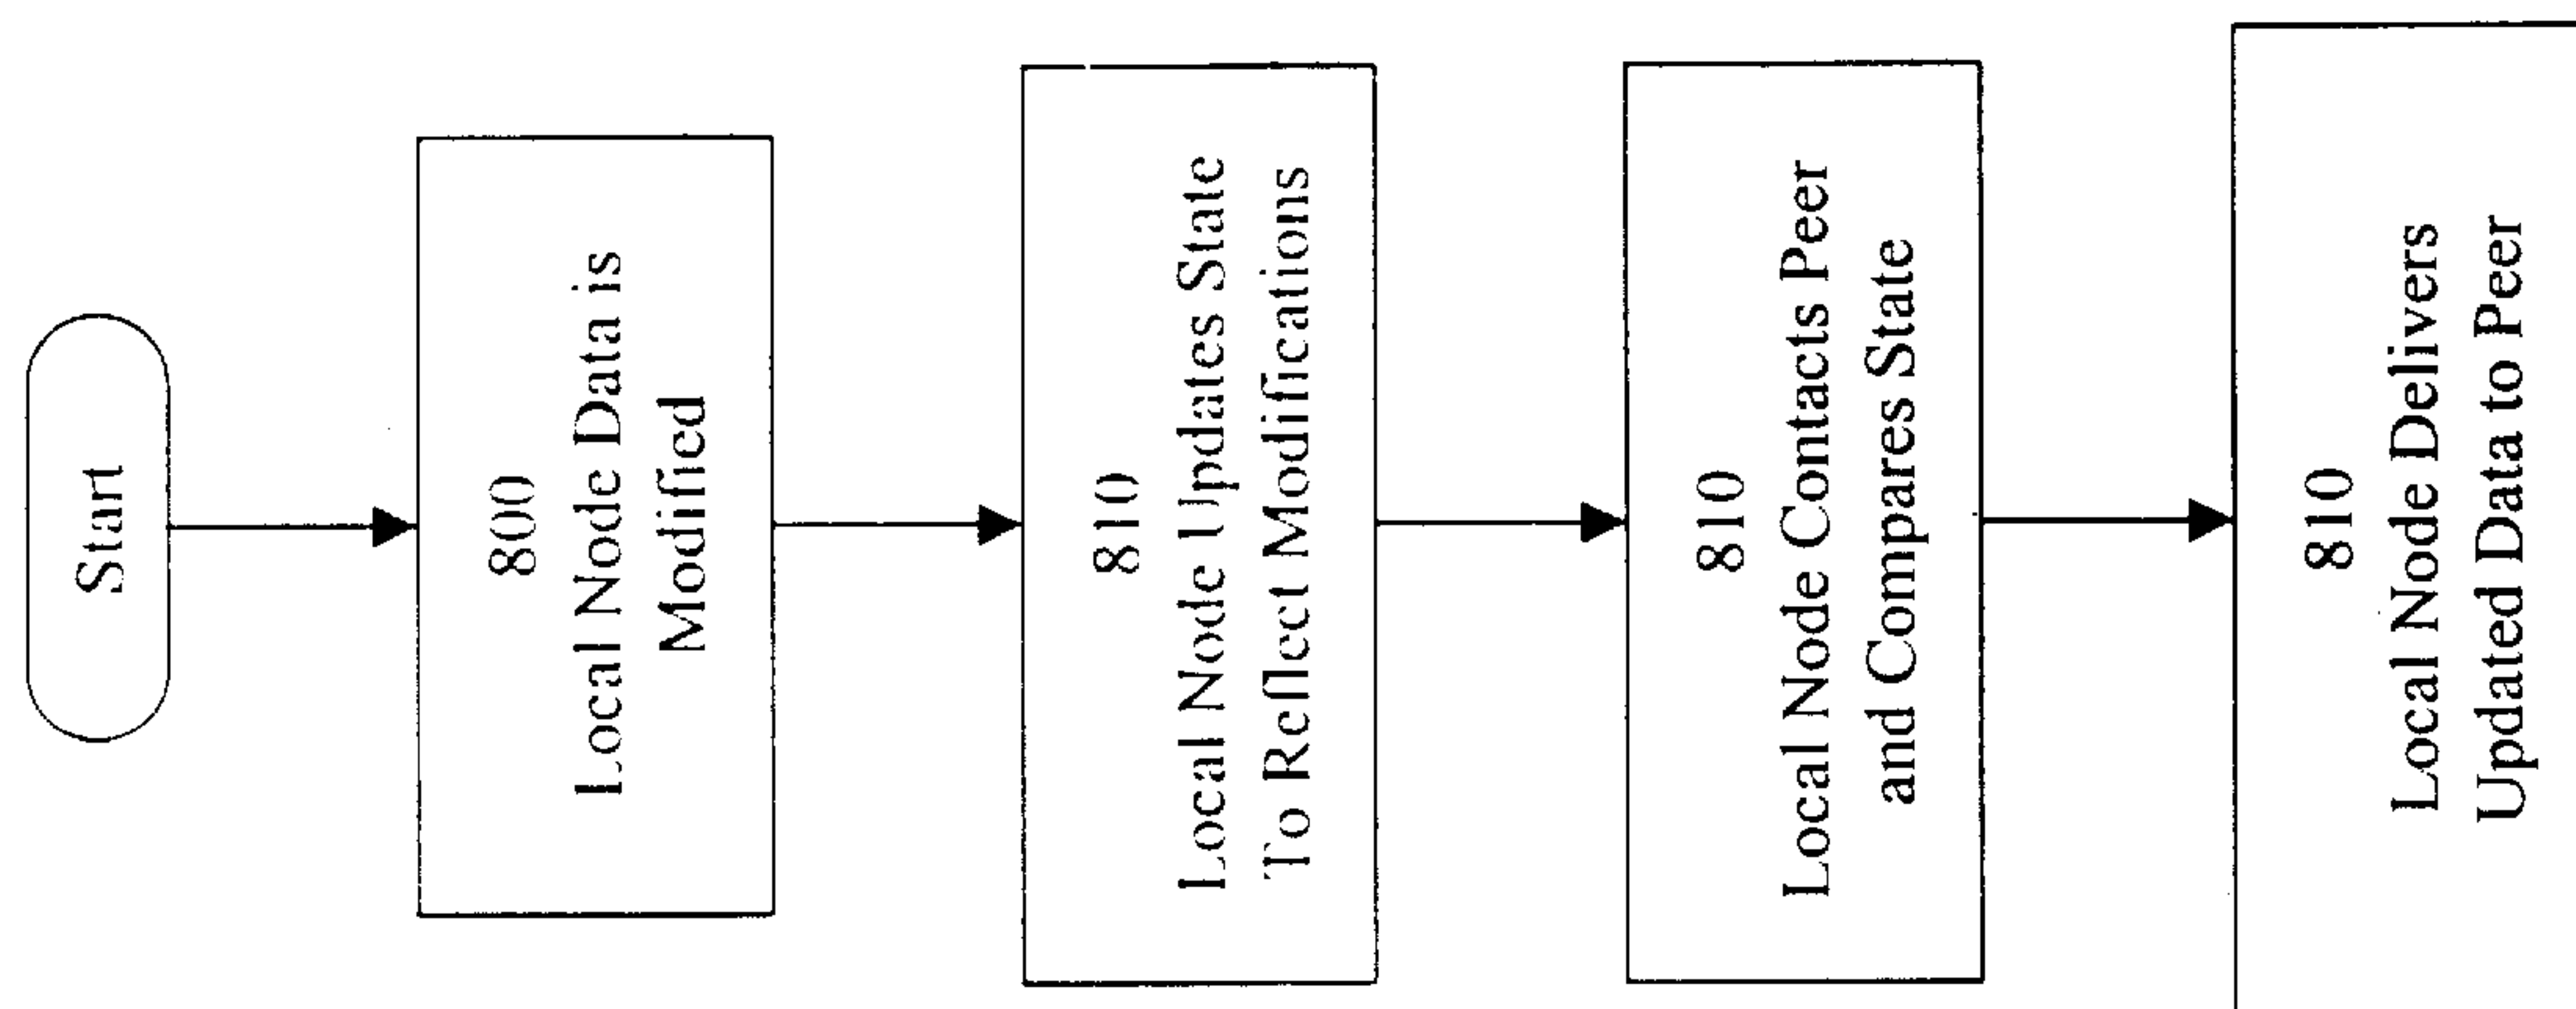 Start
800
Local Node Data is
Modified
810
Local Node Updates State
To Reflect Modifications
810
Local Node Contacts Peer
and Compares State
810
Local Node Delivers
Updated Data to Peer